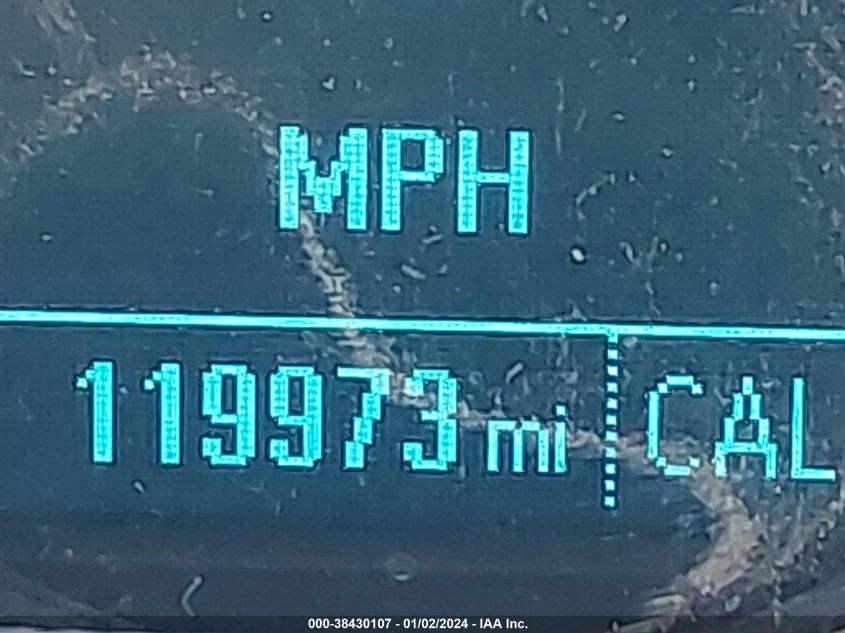 MPH
119973 mi CAL
000-38430107 - 01/02/2024 - IAA Inc.